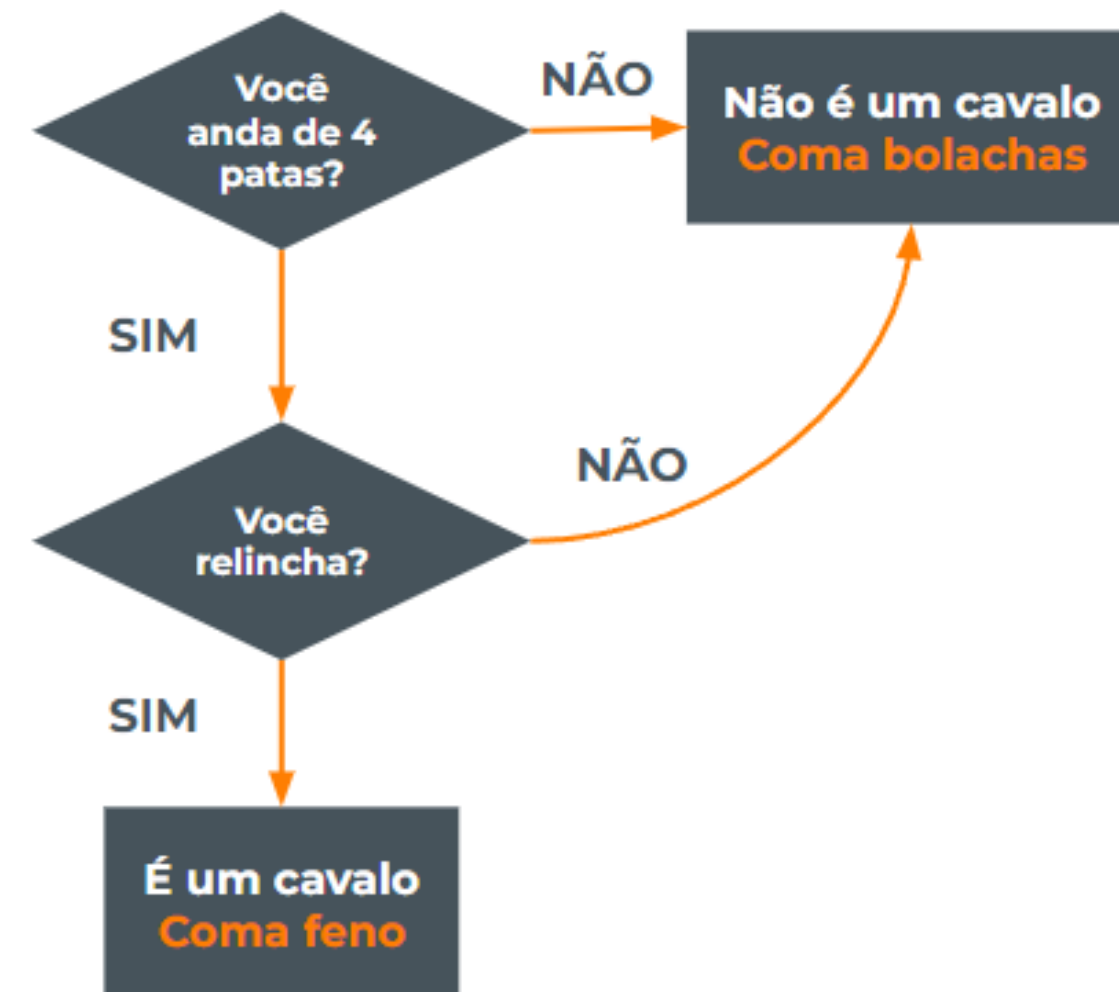 Você
anda de 4
patas?
NÃO
Não é um cavalo
Coma bolachas
SIM
Você
relincha?
NÃO
SIM
É um cavalo
Coma feno